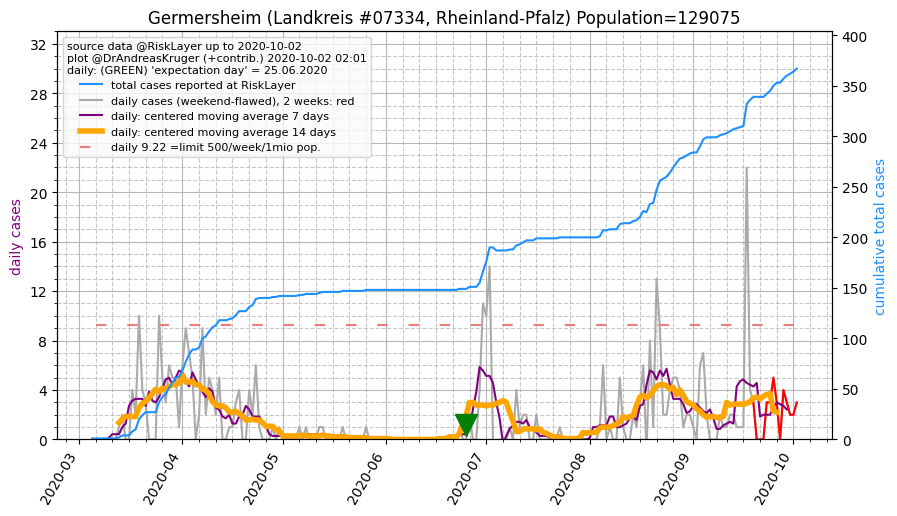 Germersheim (Landkreis #07334, Rheinland-Pfalz) Population=129075
source data @RiskLayer up to 2020-10-02
plot @DrAndreasKruger (+contrib.) 2020-10-02 02:01
daily: (GREEN) 'expectation day' = 25.06.2020
total cases reported at RiskLayer
daily cases (weekend-flawed), 2 weeks: red
daily: centered moving average 7 days
daily: centered moving average 14 days
daily 9.22 =limit 500/week/1mio pop.
daily cases
32
28
24
20
16
12
8
4
0
cumulative total cases
400
350
300
250
200
150
100
50
0
2020-03
2020-04
2020-05
2020-06
2020-07
2020-08
2020-09
2020-10